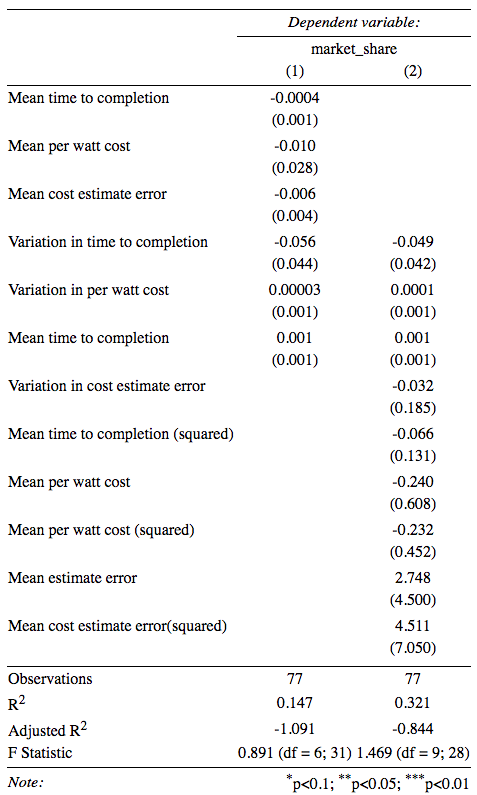 Dependent variable:
market_share
(1) (2)
Mean time to completion -0.0004
(0.001)
Mean per watt cost -0.010
(0.028)
Mean cost estimate error -0.006
(0.004)
Variation in time to completion -0.056 -0.049
(0.044) (0.042)
Variation in per watt cost 0.00003 0.0001
(0.001) (0.001)
Mean time to completion 0.001 0.001
(0.001) (0.001)
Variation in cost estimate error -0.032
(0.185)
Mean time to completion (squared) -0.066
(0.131)
Mean per watt cost -0.240
(0.608)
Mean per watt cost (squared) -0.232
(0.452)
Mean estimate error 2.748
(4.500)
Mean cost estimate error(squared) 4.511
(7.050)
Observations 77 77
R2 0.147 0.321
Adjusted R2 -1.091 -0.844
F Statistic 0.891 (df = 6; 31) 1.469 (df = 9; 28)
Note: *p<0.1; **p<0.05; ***p<0.01